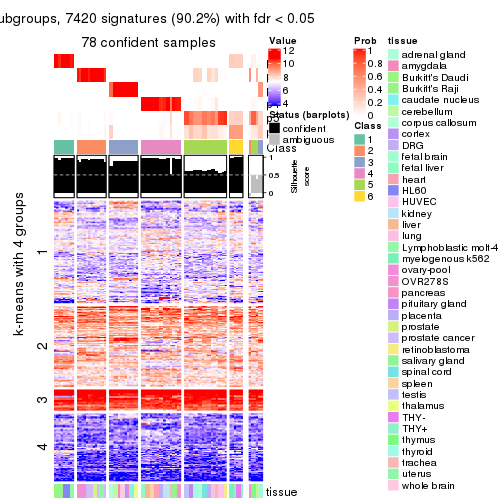 ubgroups, 7420 signatures (90.2%) with fdr < 0.05
78 confident samples
k-means with 4 groups
1
2
3
4
Class
1
0.5
0
Silhouette
score
tissue
Value
12
10
8
6
4
Status (barplots)
confident
ambiguous
Prob
1
0.8
0.6
0.4
0.2
0
Class
1
2
3
4
5
6
tissue
adrenal gland
amygdala
Burkitt's Daudi
Burkitt's Raji
caudate nucleus
cerebellum
corpus callosum
cortex
DRG
fetal brain
fetal liver
heart
HL60
HUVEC
kidney
liver
lung
Lymphoblastic molt-4
myelogenous k562
ovary-pool
OVR278S
pancreas
pituitary gland
placenta
prostate
prostate cancer
retinoblastoma
salivary gland
spinal cord
spleen
testis
thalamus
THY-
THY+
thymus
thyroid
trachea
uterus
whole brain